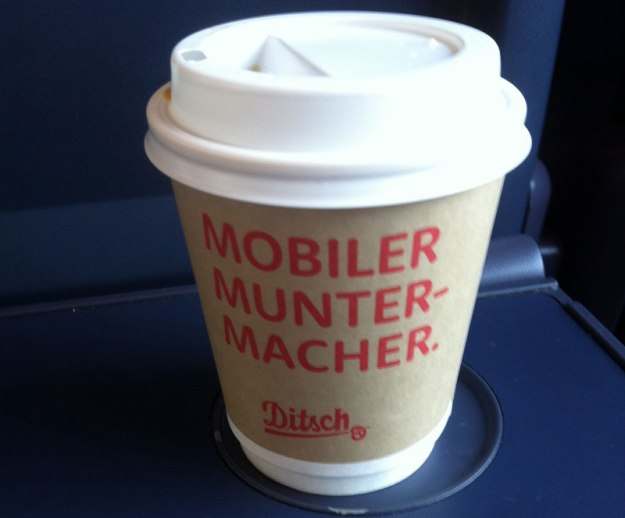 MOBILER
MUNTER-
MACHER.
Ditsch